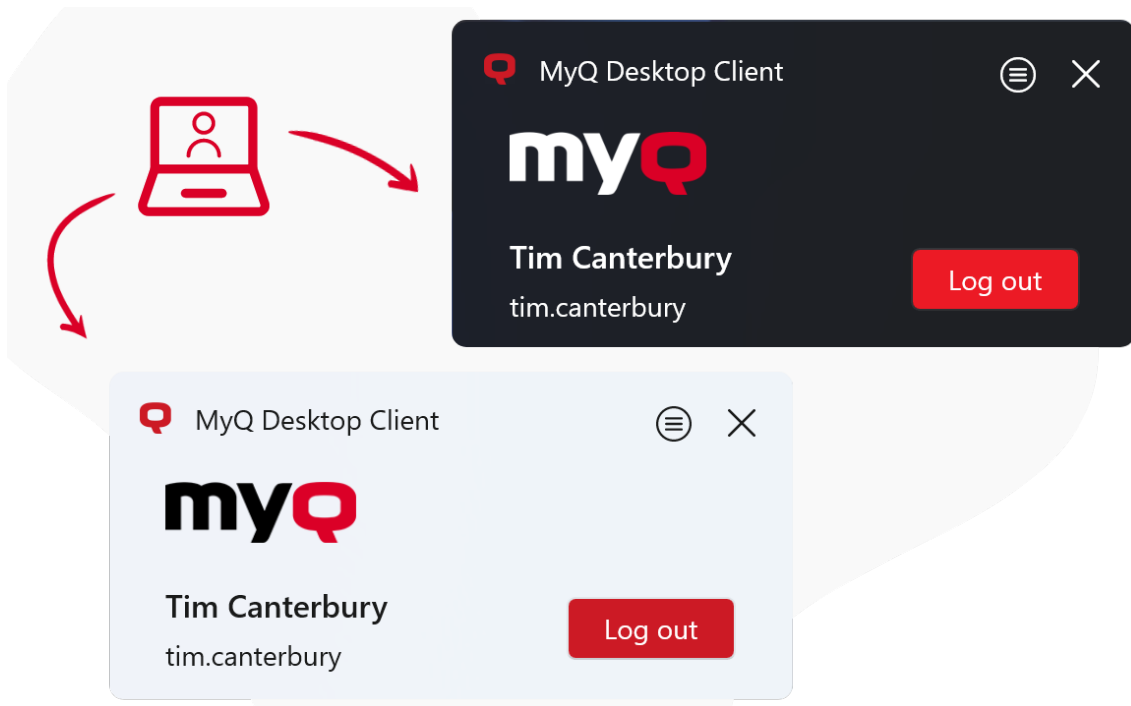 MyQ Desktop Client
myQ
Tim Canterbury
tim.canterbury
Log out
MyQ Desktop Client
myQ
Tim Canterbury
tim.canterbury
Log out